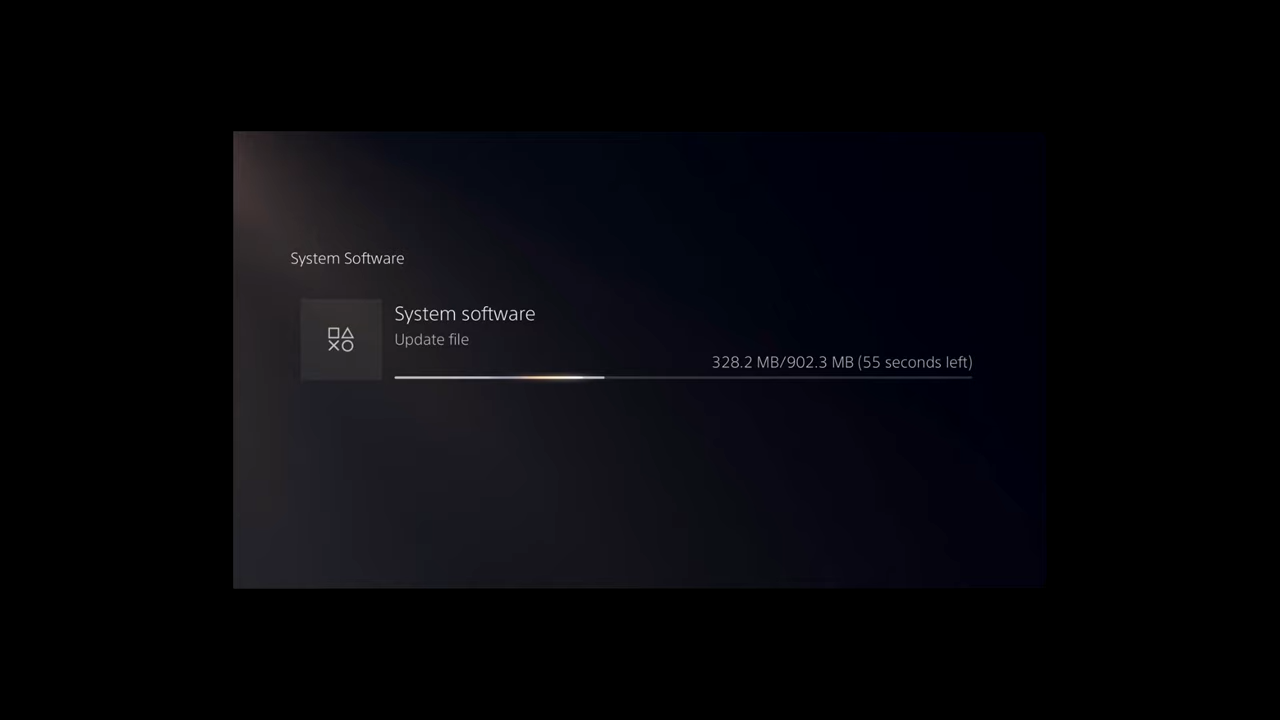 System Software
System software
Update file
328.2 MB/902.3 MB (55 seconds left)